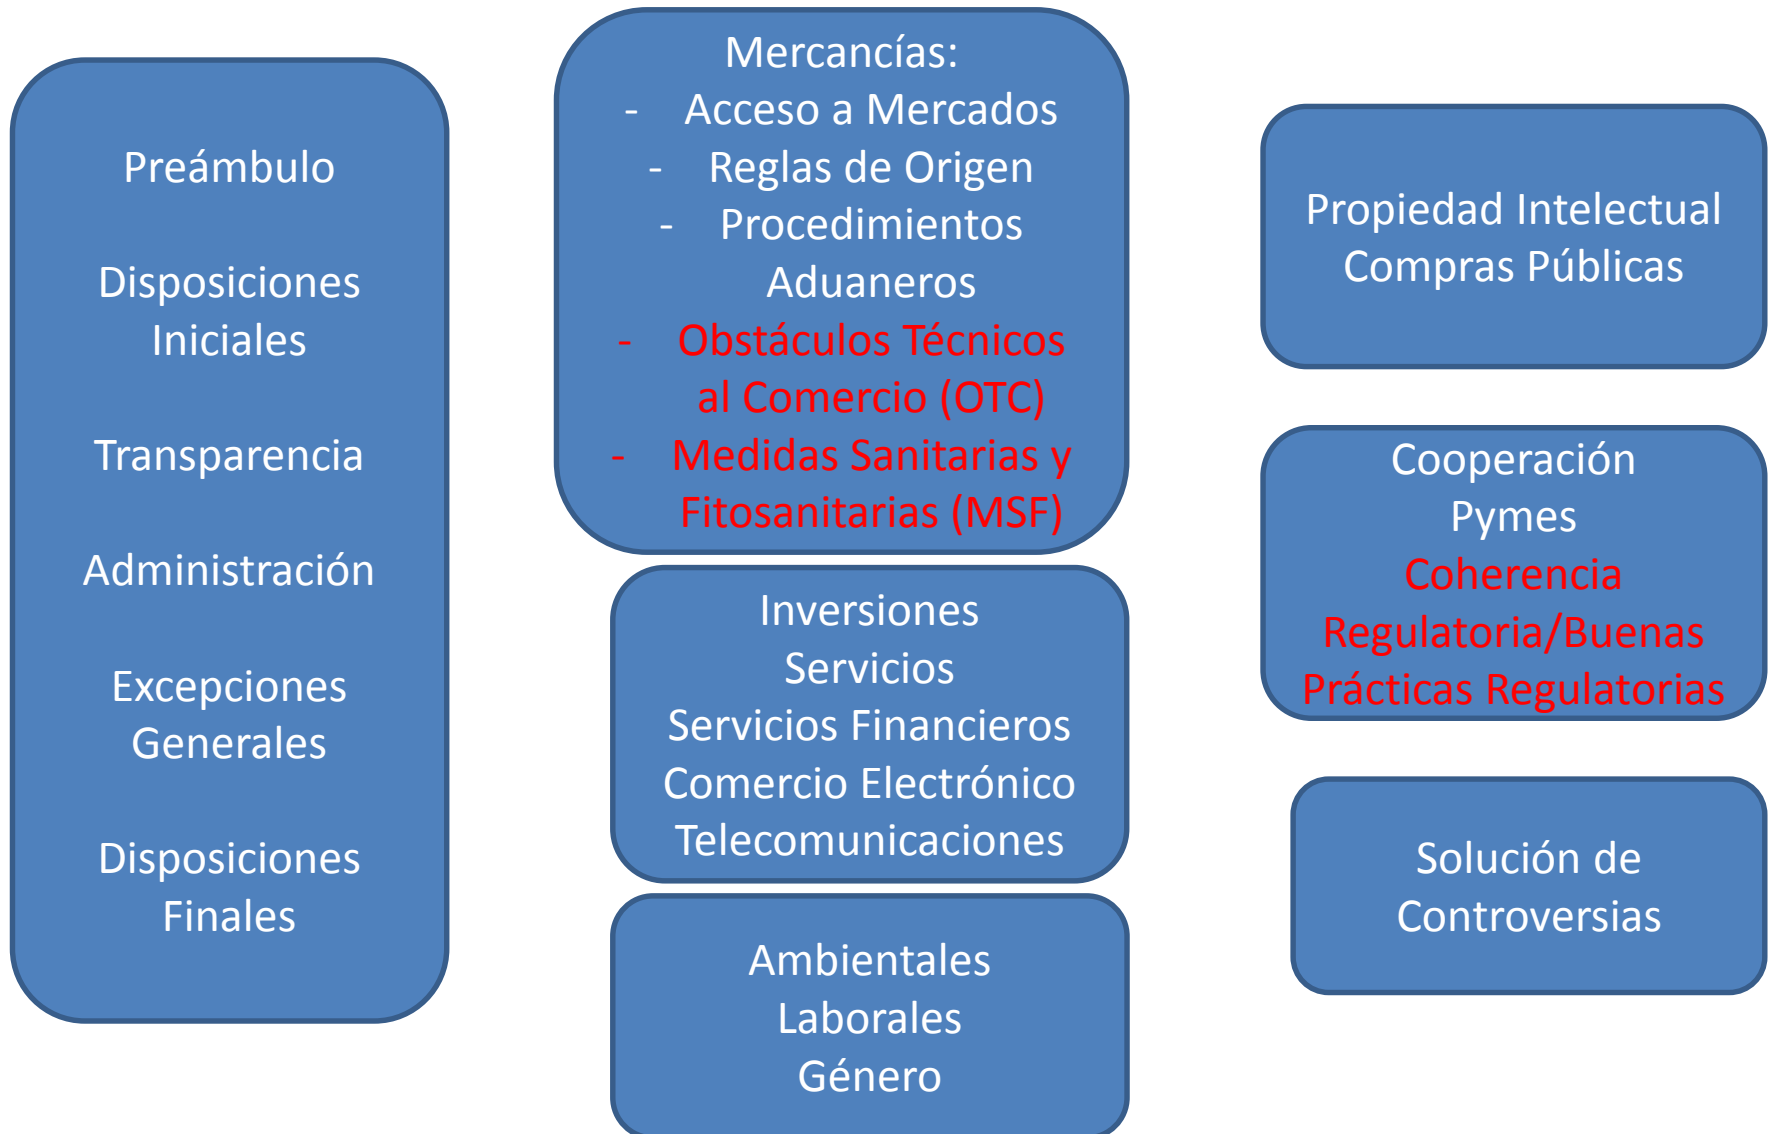 Preámbulo
Disposiciones
Iniciales
Transparencia
Administración
Excepciones
Generales
Disposiciones
Finales
Mercancías:
- Acceso a Mercados
- Reglas de Origen
- Procedimientos
Aduaneros
- Obstáculos Técnicos
al Comercio (OTC)
- Medidas Sanitarias y
Fitosanitarias (MSF)
Inversiones
Servicios
Servicios Financieros
Comercio Electrónico
Telecomunicaciones
Ambientales
Laborales
Género
Propiedad Intelectual
Compras Públicas
Cooperación
Pymes
Coherencia
Regulatoria/Buenas
Prácticas Regulatorias
Solución de
Controversias